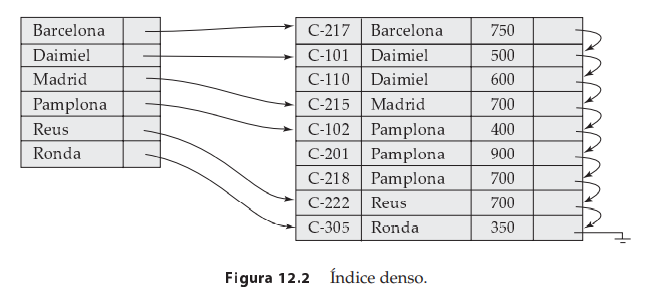 Barcelona
Daimiel
Madrid
Pamplona
Reus
Ronda
C-217 Barcelona 750
C-101 Daimiel 500
C-110 Daimiel 600
C-215 Madrid 700
C-102 Pamplona 400
C-201 Pamplona 900
C-218 Pamplona 700
C-222 Reus 700
C-305 Ronda 350
Figura 12.2 Índice denso.